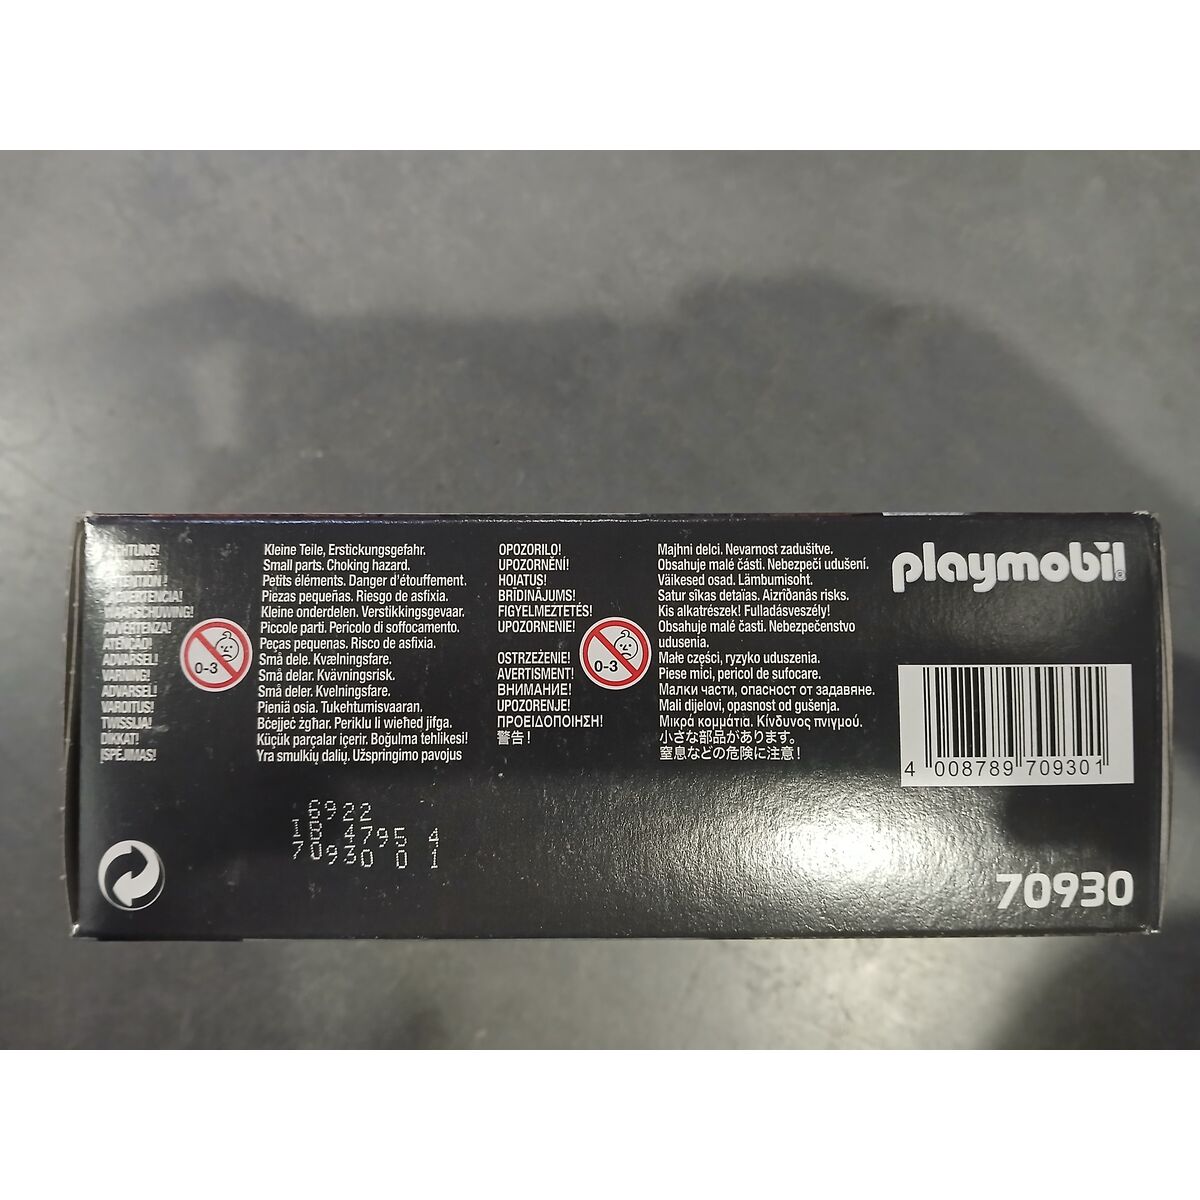 ACHTUNG! Kleine Teile, Erstickungsgefahr.
WARNING! Small parts. Choking hazard.
ATTENTION ! Petits éléments. Danger d'étouffement.
¡ADVERTENCIA! Piezas pequeñas. Riesgo de asfixia.
WAARSCHUWING! Kleine onderdelen. Verstikkingsgevaar.
AVVERTENZA! Piccole parti. Pericolo di soffocamento.
ATENCAO! Peças pequenas. Risco de asfixia.
ADVARSEL! Små dele. Kvælningsfare.
VARNING! Små delar. Kvävningsrisk.
ADVARSEL! Små deler. Kvelningsfare.
VAROITUS! Pieniä osia. Tukehtumisvaaran.
TWISSIJA! Bċejjeċ żgħar. Periklu li wieħed jifga.
DİKKAT! Küçük parçalar içerir. Boğulma tehlikesi!
ĮSPĖJIMAS! Yra smulkių dalių. Užspringimo pavojus
0-3
OPOZORILO! Majhni delci. Nevarnost zadušitve.
UPOZORNĚNÍ! Obsahuje malé části. Nebezpečí udušení.
HOIATUS! Väikesed osad. Lämbumisoht.
BRĪDINĀJUMS! Satur sīkas detaļas. Aizrīšanās risks.
FIGYELMEZTETÉS! Kis alkatrészek! Fulladásveszély!
UPOZORNENIE! Obsahuje malé časti. Nebezpečenstvo
udusenia.
OSTRZEŻENIE! Małe części, ryzyko uduszenia.
AVERTISMENT! Piese mici, pericol de sufocare.
ВНИМАНИЕ! Малки части, опасност от задавяне.
UPOZORENJE! Mali dijelovi, opasnost od gušenja.
ΠΡΟΕΙΔΟΠΟΙΗΣΗ! Μικρά κομμάτια. Κίνδυνος πνιγμού.
警告! 小さな部品があります。
窒息などの危険に注意!
0-3
playmobil
®
4 008789 709301
6922
1B 4795 4
70930 0 1
70930